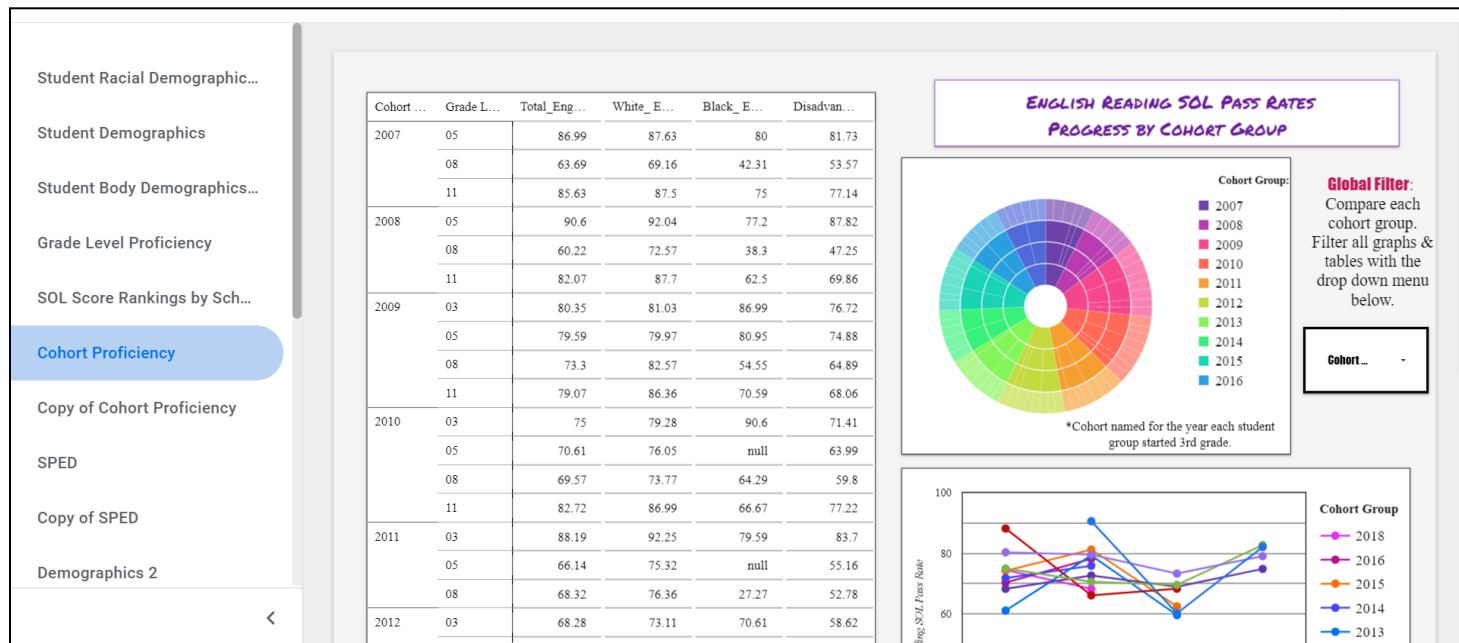 Student Racial Demographic...
Student Demographics
Student Body Demographics...
Grade Level Proficiency
SOL Score Rankings by Sch...
Cohort Proficiency
Copy of Cohort Proficiency
SPED
Copy of SPED
Demographics 2
Cohort ... Grade L... Total_Eng... White_ E... Black_ E... Disadvan...
2007 05 86.99 87.63 80 81.73
08 63.69 69.16 42.31 53.57
11 85.63 87.5 75 77.14
2008 05 90.6 92.04 77.2 87.82
08 60.22 72.57 38.3 47.25
11 82.07 87.7 62.5 69.86
2009 03 80.35 81.03 86.99 76.72
05 79.59 79.97 80.95 74.88
08 73.3 82.57 54.55 64.89
11 79.07 86.36 70.59 68.06
2010 03 75 79.28 90.6 71.41
05 70.61 76.05 null 63.99
08 69.57 73.77 64.29 59.8
11 82.72 86.99 66.67 77.22
2011 03 88.19 92.25 79.59 83.7
05 66.14 75.32 null 55.16
08 68.32 76.36 27.27 52.78
2012 03 68.28 73.11 70.61 58.62
English Reading SOL Pass Rates
Progress by Cohort Group
Cohort Group:
2007
2008
2009
2010
2011
2012
2013
2014
2015
2016
*Cohort named for the year each student
group started 3rd grade.
Global Filter:
Compare each
cohort group.
Filter all graphs &
tables with the
drop down menu
below.
Cohort ...
100
80
60
ding SOL Pass Rate
Cohort Group
2018
2016
2015
2014
2013